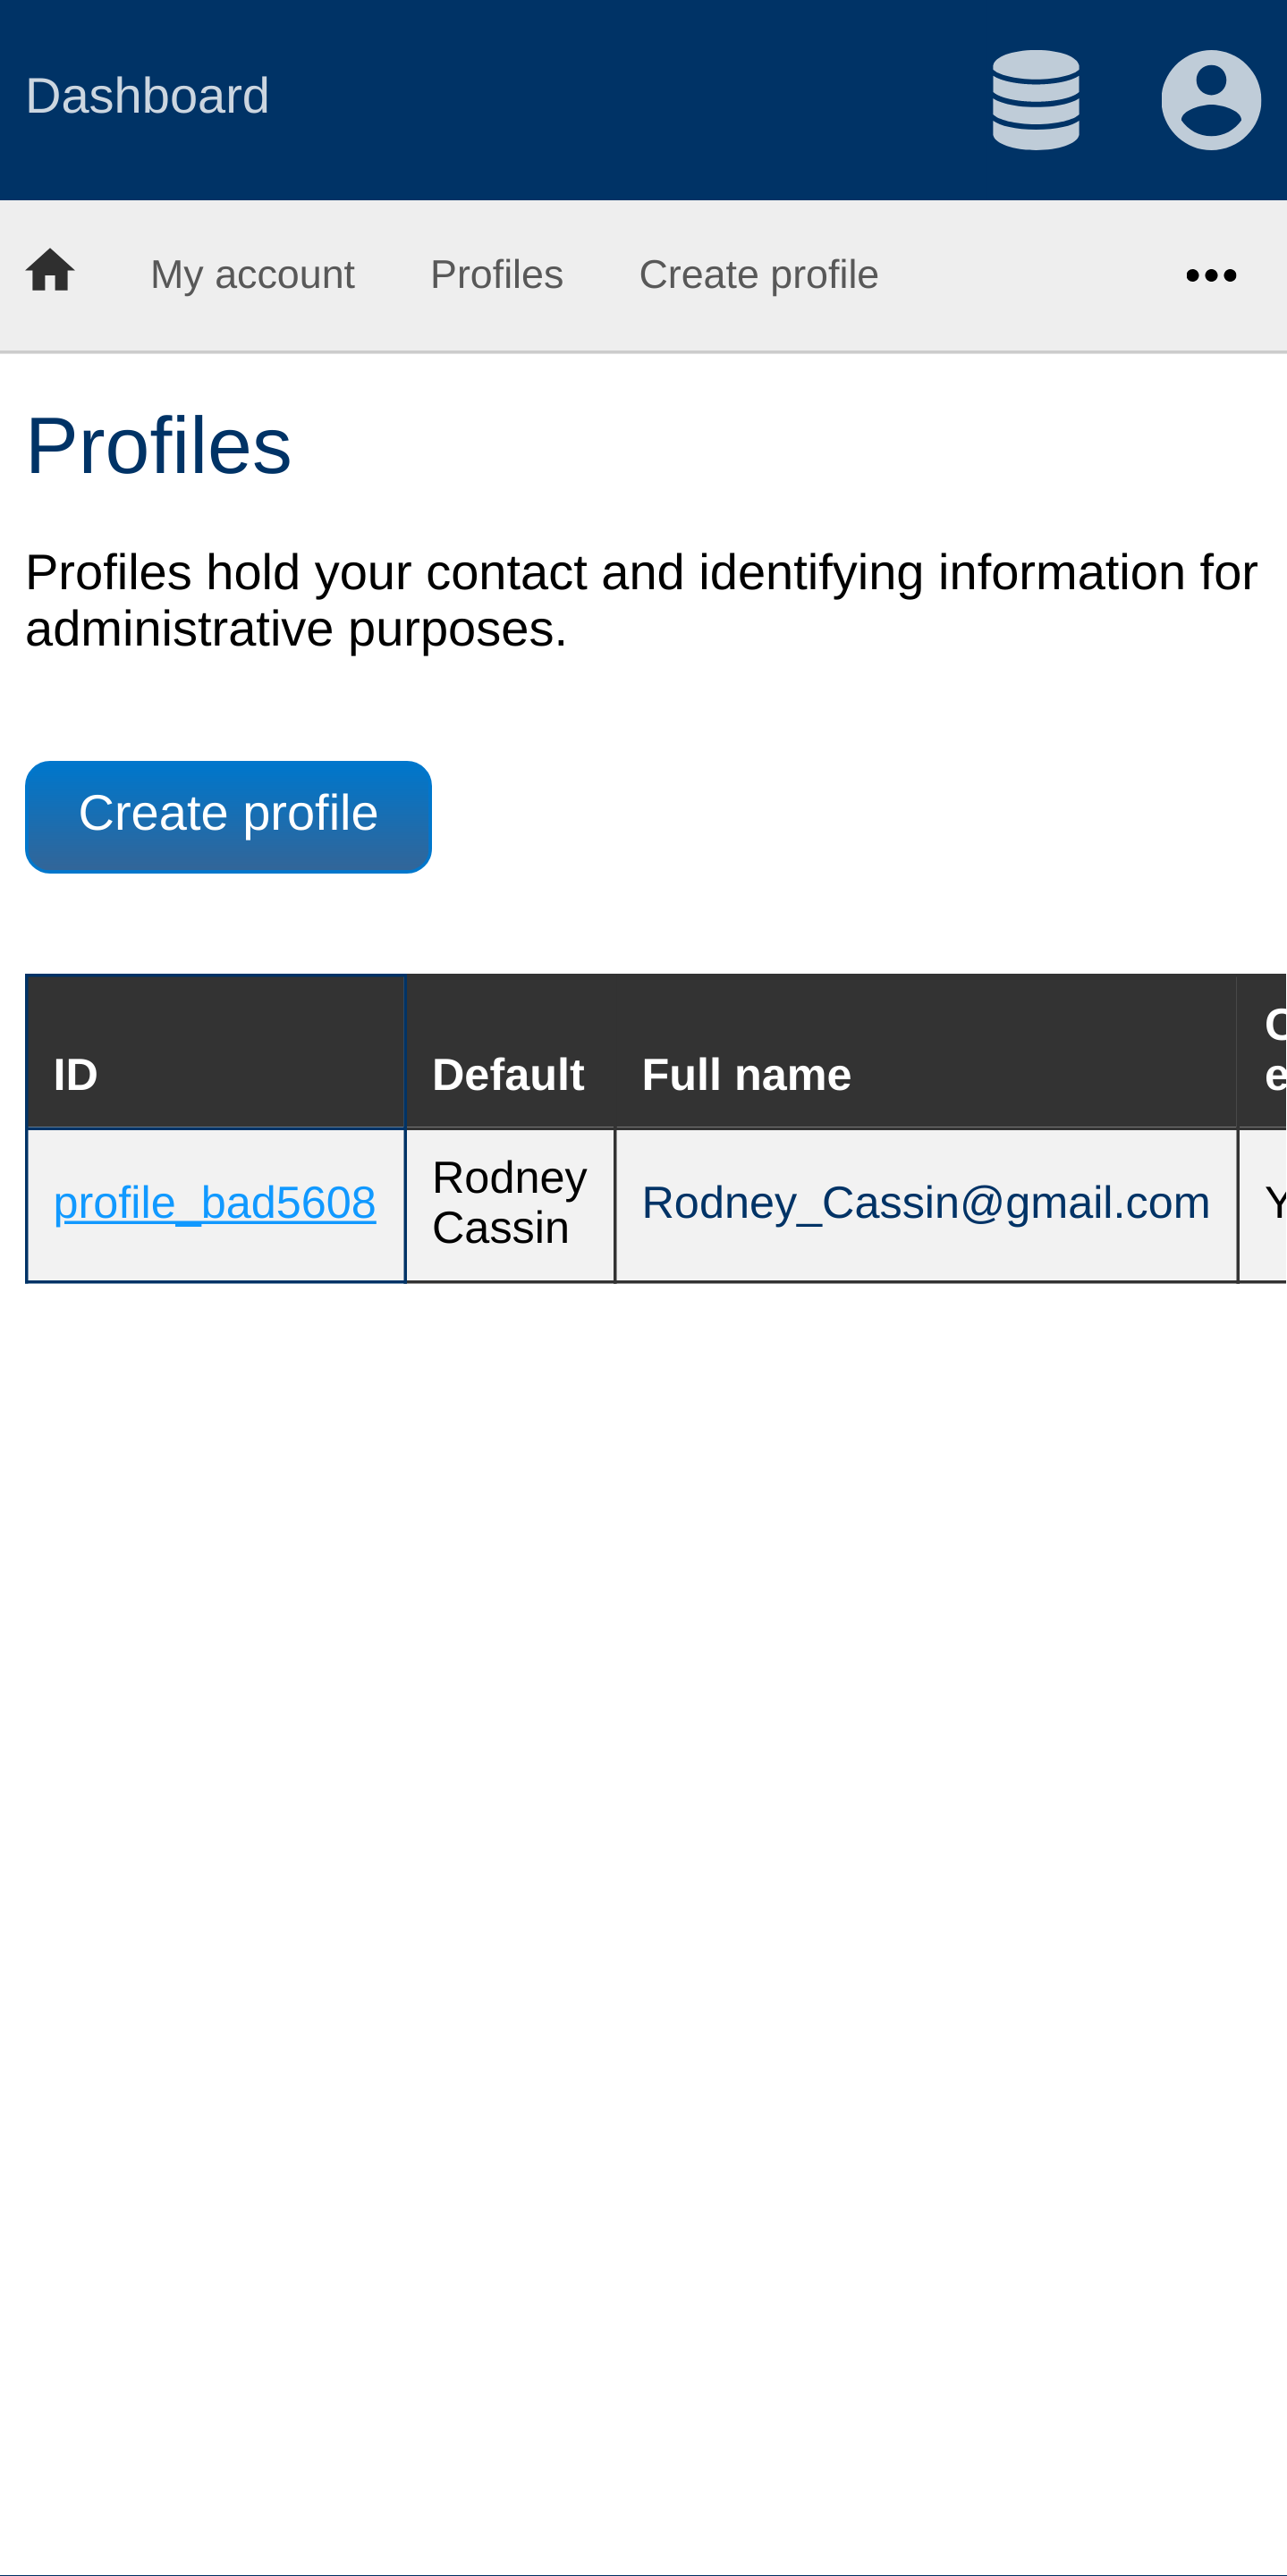 Dashboard
My account Profiles Create profile
Profiles
Profiles hold your contact and identifying information for
administrative purposes.
Create profile
ID Default Full name
profile_bad5608 Rodney Cassin Rodney_Cassin@gmail.com